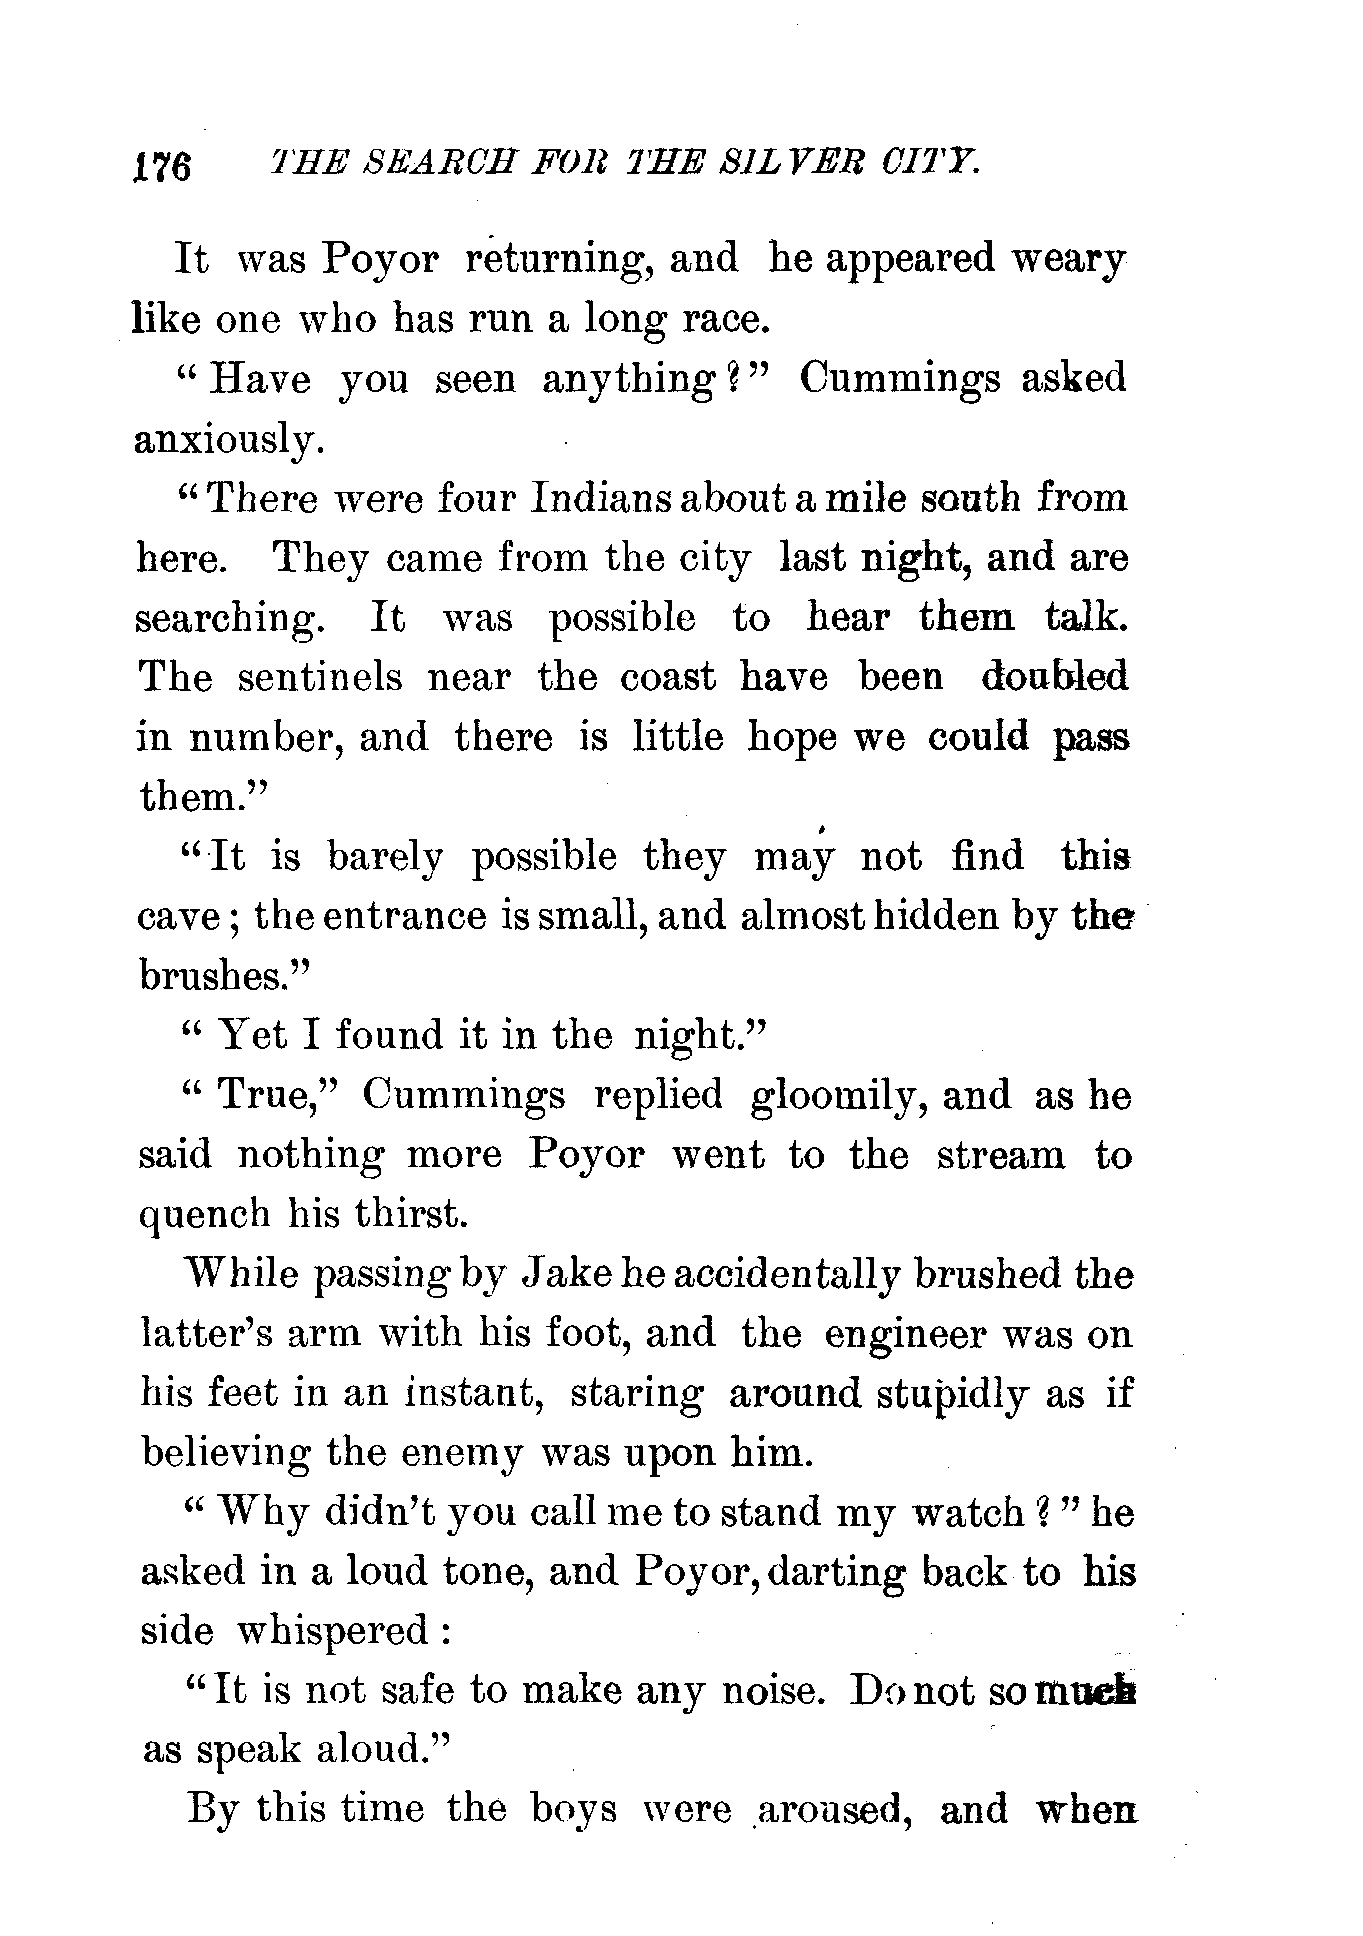 176 THE SEARCH FOR THE SILVER CITY.
It was Poyor returning, and he appeared weary
like one who has run a long race.
" Have you seen anything?" Cummings asked
anxiously.
"There were four Indians about a mile south from
here. They came from the city last night, and are
searching. It was possible to hear them talk.
The sentinels near the coast have been doubled
in number, and there is little hope we could pass
them."
"It is barely possible they may not find this
cave; the entrance is small, and almost hidden by the
brushes."
" Yet I found it in the night."
" True," Cummings replied gloomily, and as he
said nothing more Poyor went to the stream to
quench his thirst.
While passing by Jake he accidentally brushed the
latter's arm with his foot, and the engineer was on
his feet in an instant, staring around stupidly as if
believing the enemy was upon him.
" Why didn't you call me to stand my watch?" he
asked in a loud tone, and Poyor, darting back to his
side whispered:
"It is not safe to make any noise. Do not so much
as speak aloud."
By this time the boys were aroused, and when